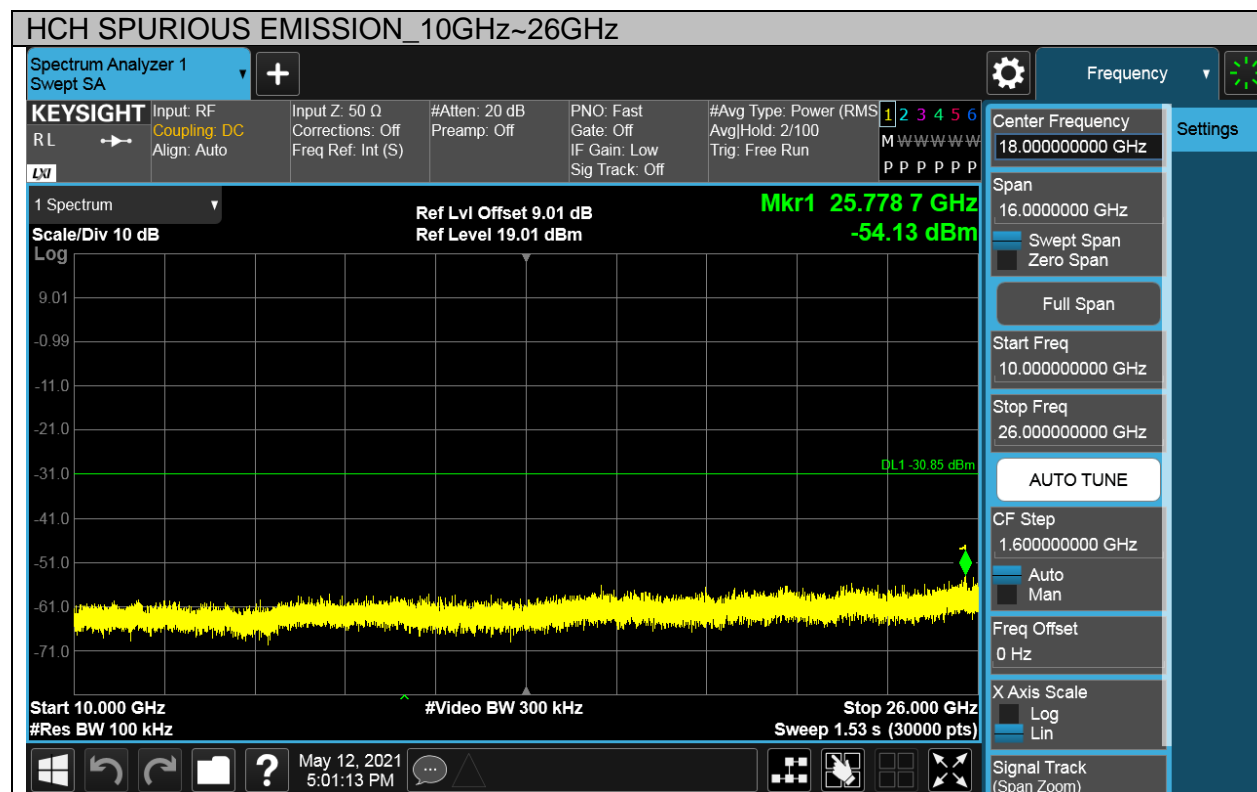 HCH SPURIOUS EMISSION_10GHz~26GHz
Spectrum Analyzer 1
Swept SA
+
Frequency
KEYSIGHT
R L
LXI
Input: RF
Coupling: DC
Align: Auto
Input Z: 50 Ω
Corrections: Off
Freq Ref: Int (S)
#Atten: 20 dB
Preamp: Off
PNO: Fast
Gate: Off
IF Gain: Low
Sig Track: Off
#Avg Type: Power (RMS
Avg|Hold: 2/100
Trig: Free Run
1 2 3 4 5 6
M W W W W W
P P P P P P
1 Spectrum
Scale/Div 10 dB
Log
Ref Lvl Offset 9.01 dB
Ref Level 19.01 dBm
Mkr1 25.778 7 GHz
-54.13 dBm
9.01
-0.99
-11.0
-21.0
-31.0
-41.0
-51.0
-61.0
-71.0
DL1 -30.85 dBm
1
Start 10.000 GHz
#Res BW 100 kHz
#Video BW 300 kHz
Stop 26.000 GHz
Sweep 1.53 s (30000 pts)
Center Frequency
18.000000000 GHz
Span
16.0000000 GHz
Swept Span
Zero Span
Full Span
Start Freq
10.000000000 GHz
Stop Freq
26.000000000 GHz
AUTO TUNE
CF Step
1.600000000 GHz
Auto
Man
Freq Offset
0 Hz
X Axis Scale
Log
Lin
Signal Track
(Span Zoom)
Settings
?
May 12, 2021
5:01:13 PM